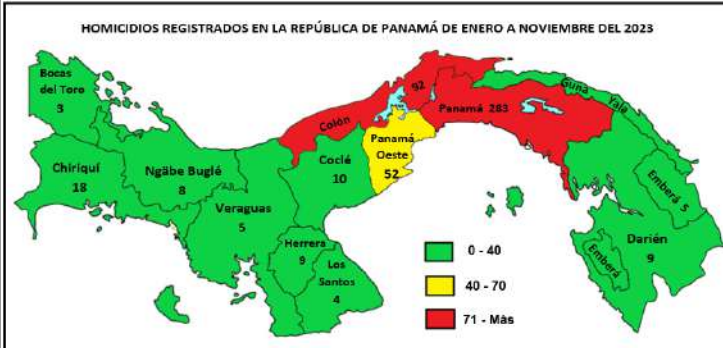 HOMICIDIOS REGISTRADOS EN LA REPÚBLICA DE PANAMÁ DE ENERO A NOVIEMBRE DEL 2023
Bocas
del Toro
3
Chiriquí
18
Ngäbe Buglé
8
Veraguas
5
Herrera
9
Los
Santos
4
Coclé
10
Colón
92
Panamá
Oeste
52
Panamá 283
Guna Yala
Emberá 5
Darién
9
Emberá
0 - 40
40 - 70
71 - Màs